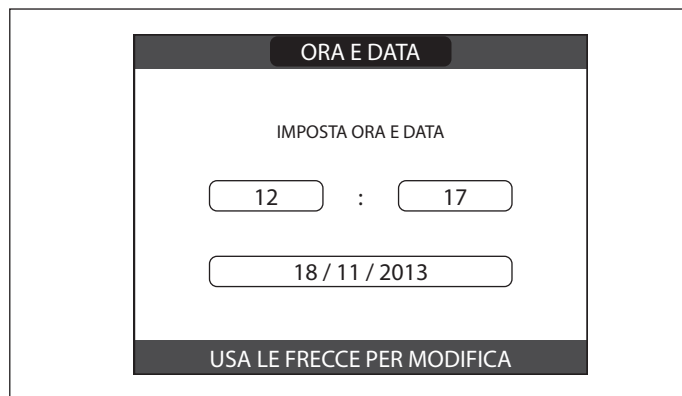 ORA E DATA
IMPOSTA ORA E DATA
12 : 17
18 / 11 / 2013
USA LE FRECCE PER MODIFICA